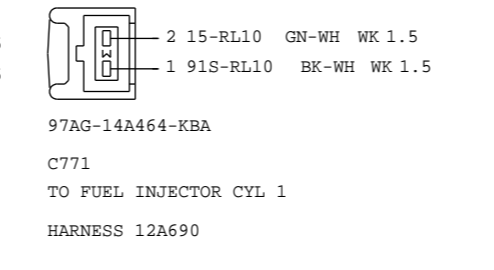 2 15-RL10 GN-WH WK 1.5
1 91S-RL10 BK-WH WK 1.5
97AG-14A464-KBA
C771
TO FUEL INJECTOR CYL 1
HARNESS 12A690